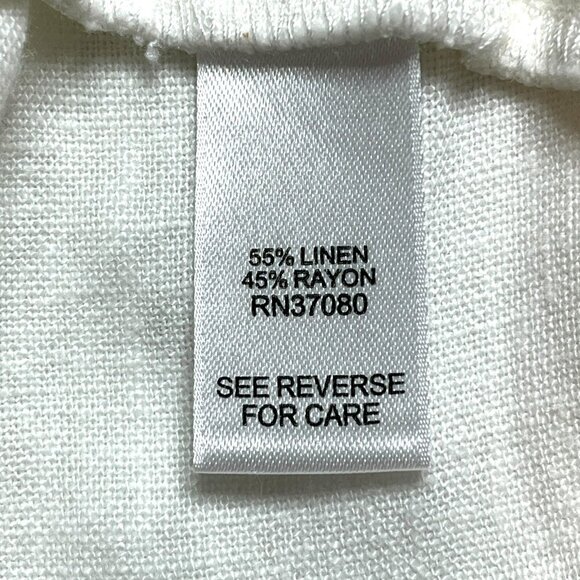 55% LINEN
45% RAYON
RN37080
SEE REVERSE
FOR CARE